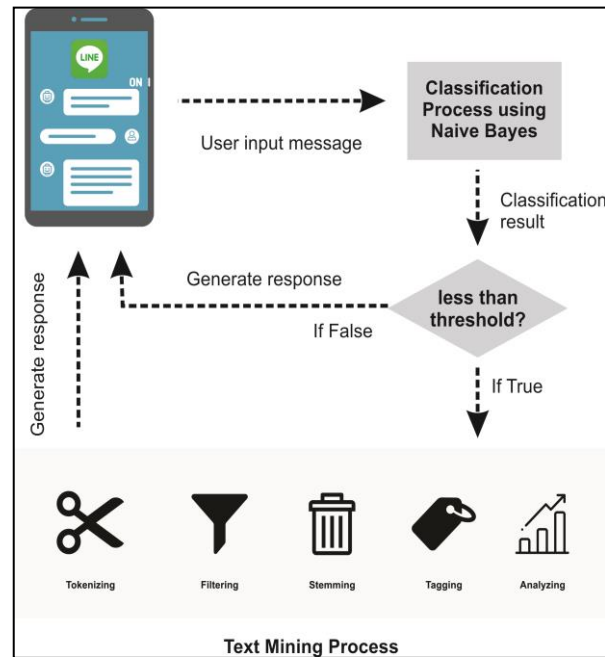 LINE
ON I
User input message
Classification
Process using
Naive Bayes
Classification
result
less than
threshold?
Generate response
If False
If True
Generate response
Tokenizing
Filtering
Stemming
Tagging
Analyzing
Text Mining Process